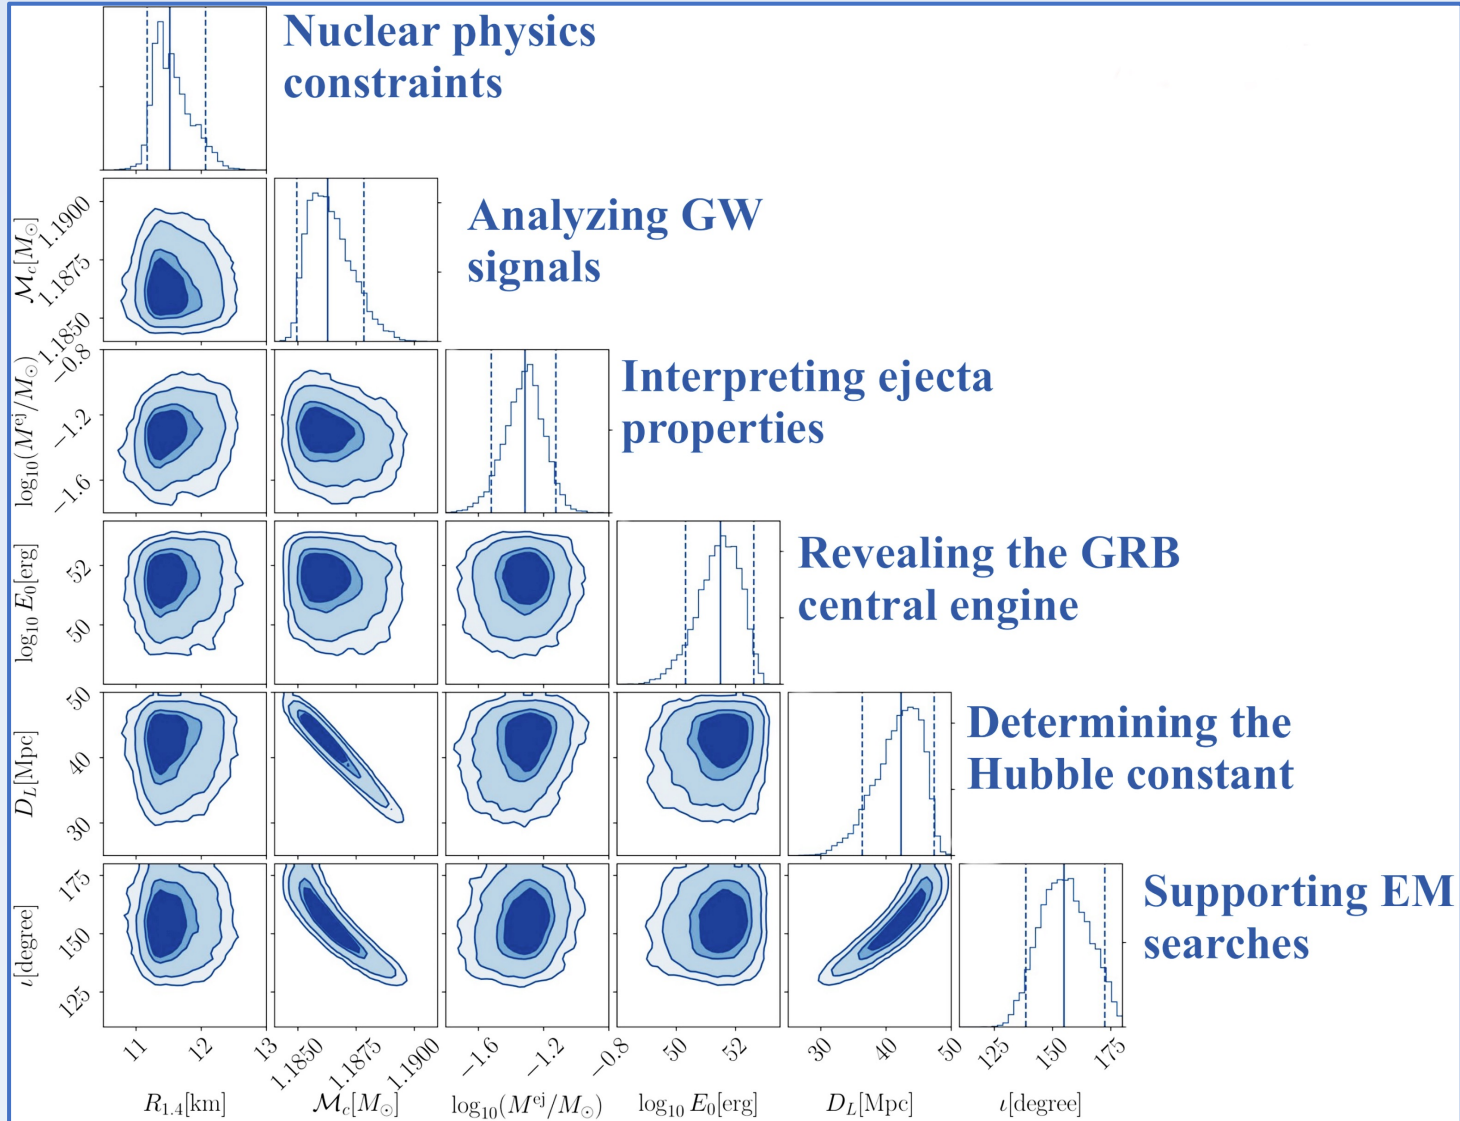 Nuclear physics
constraints
Analyzing GW
signals
Interpreting ejecta
properties
Revealing the GRB
central engine
Determining the
Hubble constant
Supporting EM
searches
ℳc[M⊙]
1.1900
1.1875
1.1850
log₁₀(Mᵉʲ/M⊙)
−0.8
−1.2
−1.6
log₁₀ E₀[erg]
52
50
D_L[Mpc]
50
40
30
ι[degree]
175
150
125
11 12 13 1.1850 1.1875 1.1900 −1.6 −1.2 −0.8 50 52 30 40 50 125 150 175
R₁.₄[km] ℳc[M⊙] log₁₀(Mᵉʲ/M⊙) log₁₀ E₀[erg] D_L[Mpc] ι[degree]